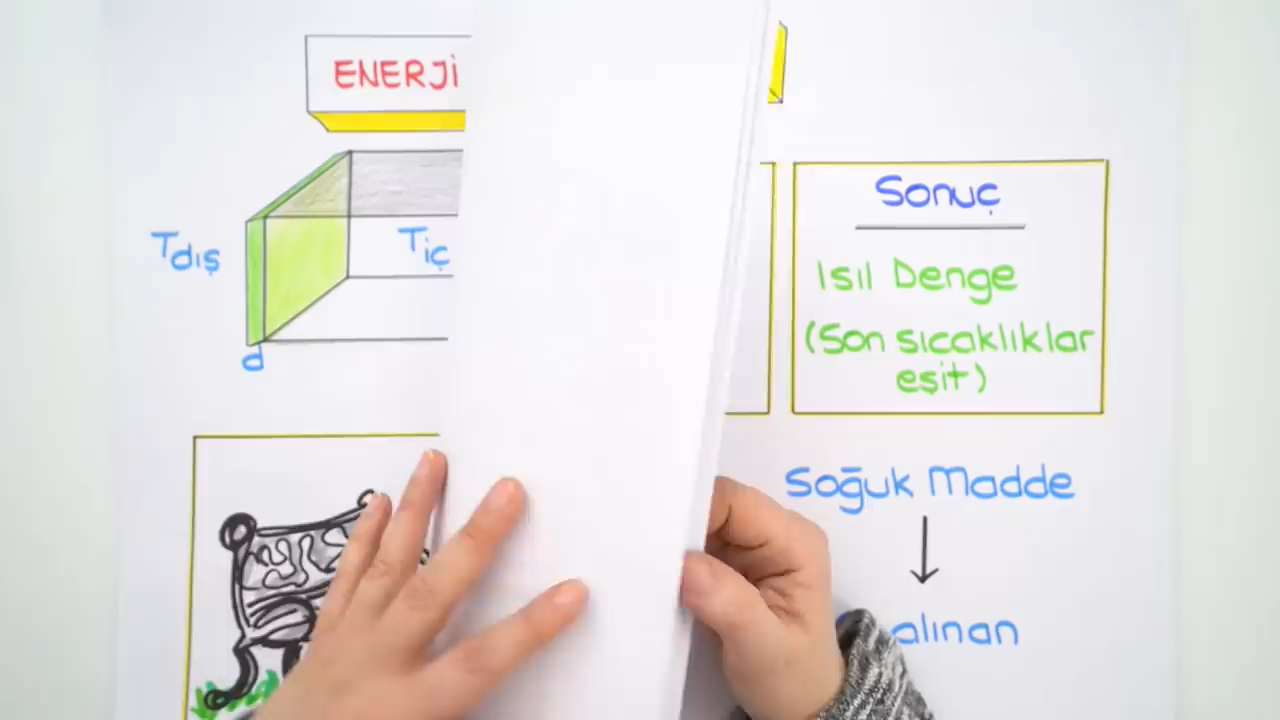 ENERJİ
Tdış
Tiç
d
Sonuç
Isıl Denge
(Son sıcaklıklar
eşit)
Soğuk Madde
alınan